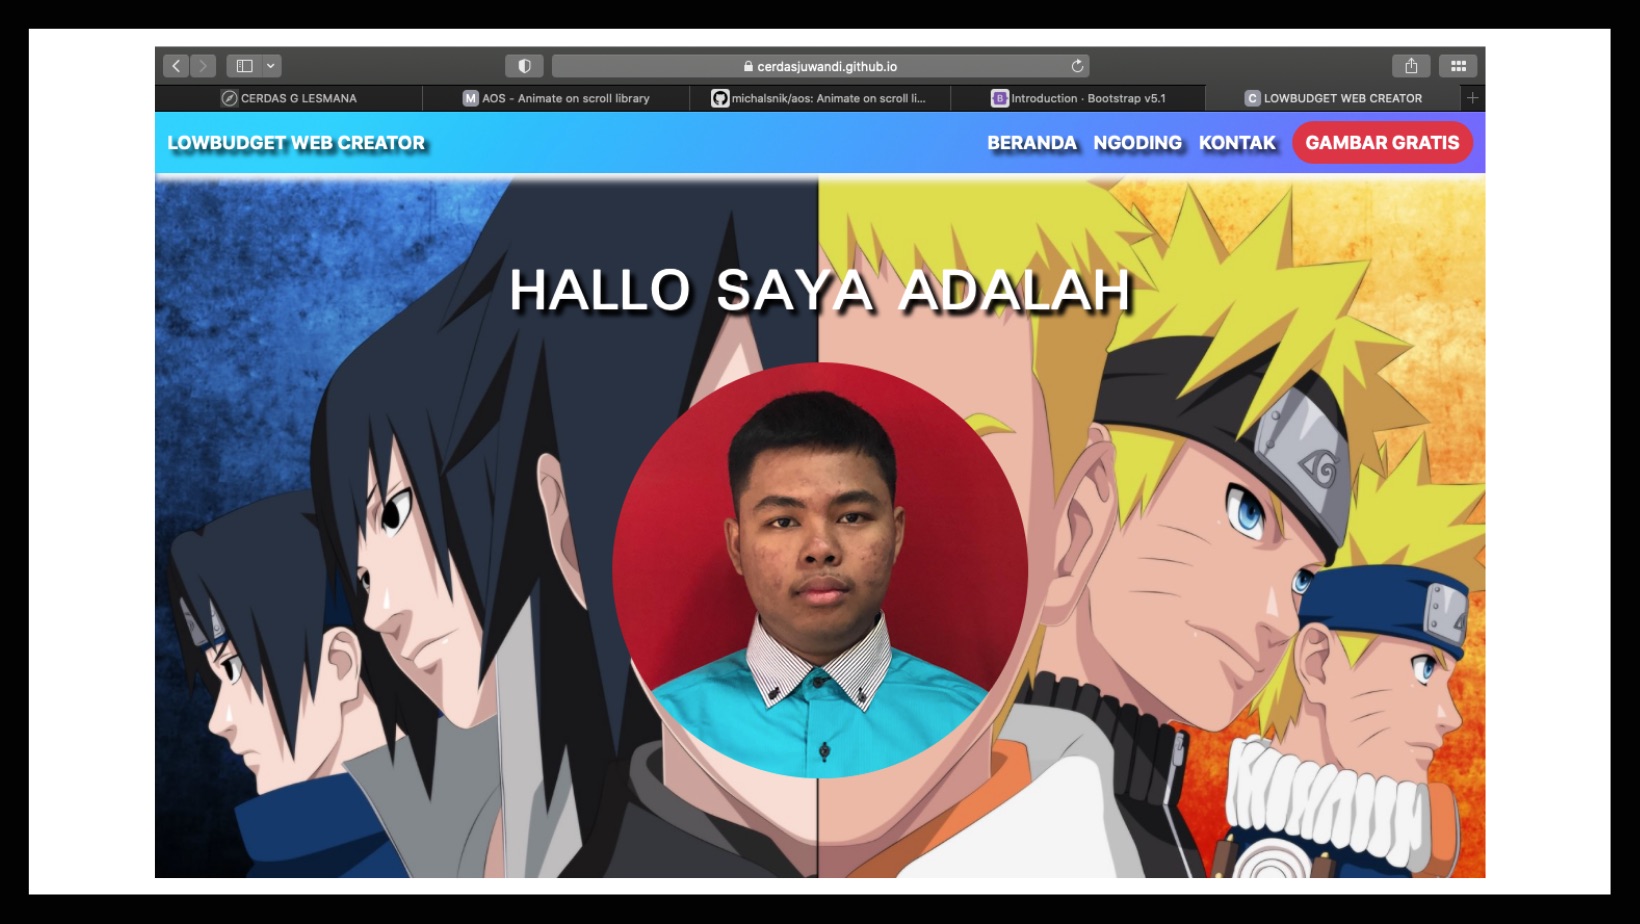 cerdasjuwandi.github.io
CERDAS G LESMANA
M AOS - Animate on scroll library
michalsnik/aos: Animate on scroll li...
B Introduction · Bootstrap v5.1
C LOWBUDGET WEB CREATOR
LOWBUDGET WEB CREATOR
BERANDA NGODING KONTAK GAMBAR GRATIS
HALLO SAYA ADALAH